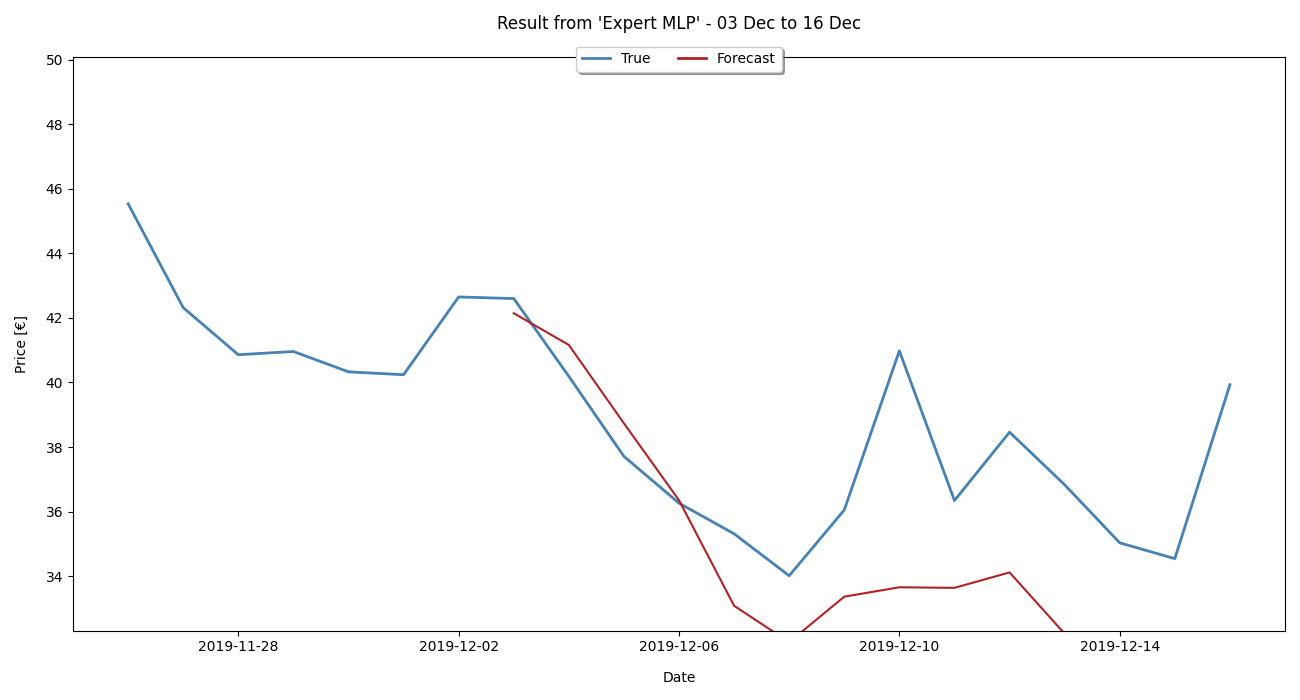 Result from 'Expert MLP' - 03 Dec to 16 Dec
True Forecast
50
48
46
44
42
40
38
36
34
Price [€]
2019-11-28 2019-12-02 2019-12-06 2019-12-10 2019-12-14
Date